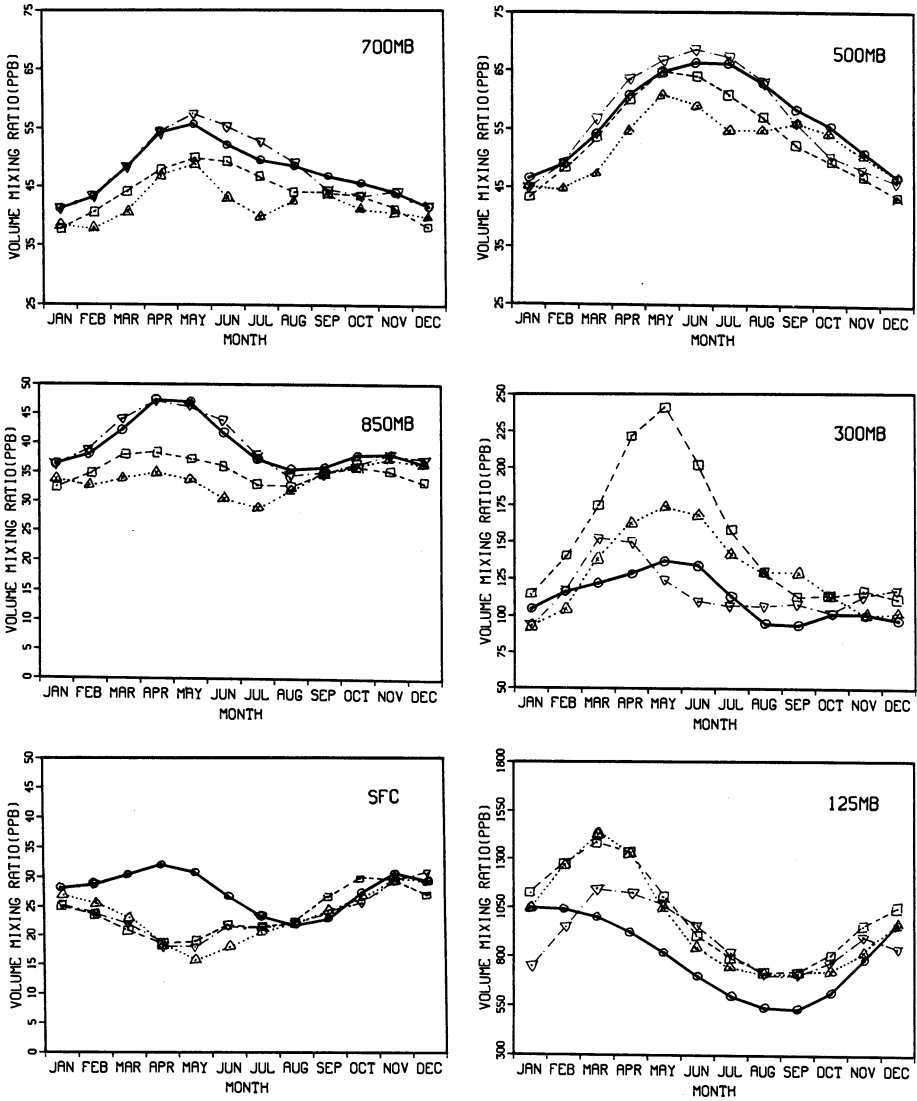 700MB
VOLUME MIXING RATIO(PPB)
75
65
55
45
35
25
JAN FEB MAR APR MAY JUN JUL AUG SEP OCT NOV DEC
MONTH
500MB
VOLUME MIXING RATIO(PPB)
75
65
55
45
35
25
JAN FEB MAR APR MAY JUN JUL AUG SEP OCT NOV DEC
MONTH
850MB
VOLUME MIXING RATIO(PPB)
50
45
40
35
30
25
20
15
10
5
0
JAN FEB MAR APR MAY JUN JUL AUG SEP OCT NOV DEC
MONTH
300MB
VOLUME MIXING RATIO(PPB)
250
225
200
175
150
125
100
75
50
JAN FEB MAR APR MAY JUN JUL AUG SEP OCT NOV DEC
MONTH
SFC
VOLUME MIXING RATIO(PPB)
50
45
40
35
30
25
20
15
10
5
0
JAN FEB MAR APR MAY JUN JUL AUG SEP OCT NOV DEC
MONTH
125MB
VOLUME MIXING RATIO(PPB)
1800
1550
1300
1050
800
550
300
JAN FEB MAR APR MAY JUN JUL AUG SEP OCT NOV DEC
MONTH